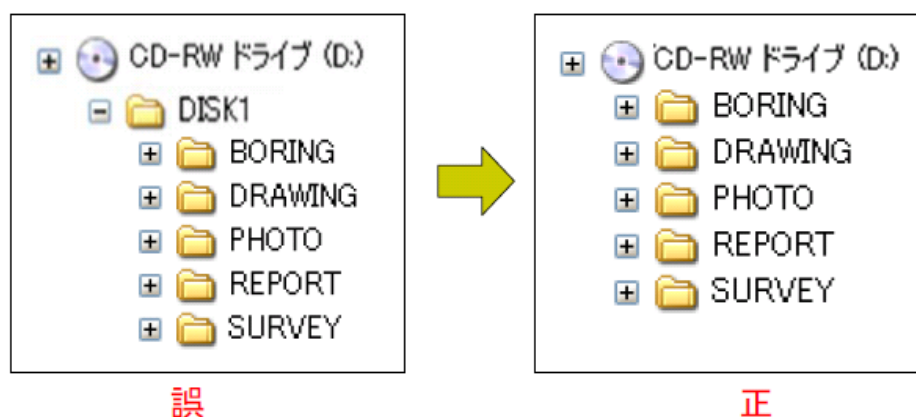 CD-RW ドライブ (D:)
DISK1
BORING
DRAWING
PHOTO
REPORT
SURVEY
誤
CD-RW ドライブ (D:)
BORING
DRAWING
PHOTO
REPORT
SURVEY
正